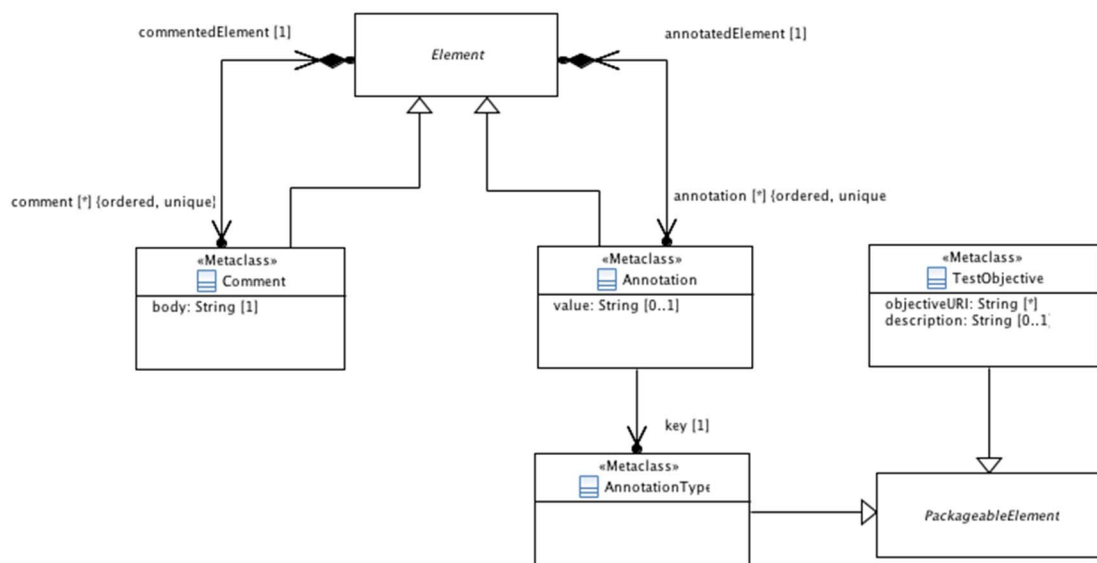 commentedElement [1]
Element
annotatedElement [1]
comment [*] {ordered, unique}
annotation [*] {ordered, unique
«Metaclass»
Comment
body: String [1]
«Metaclass»
Annotation
value: String [0..1]
«Metaclass»
TestObjective
objectiveURI: String [*]
description: String [0..1
key [1]
«Metaclass»
AnnotationType
PackageableElement